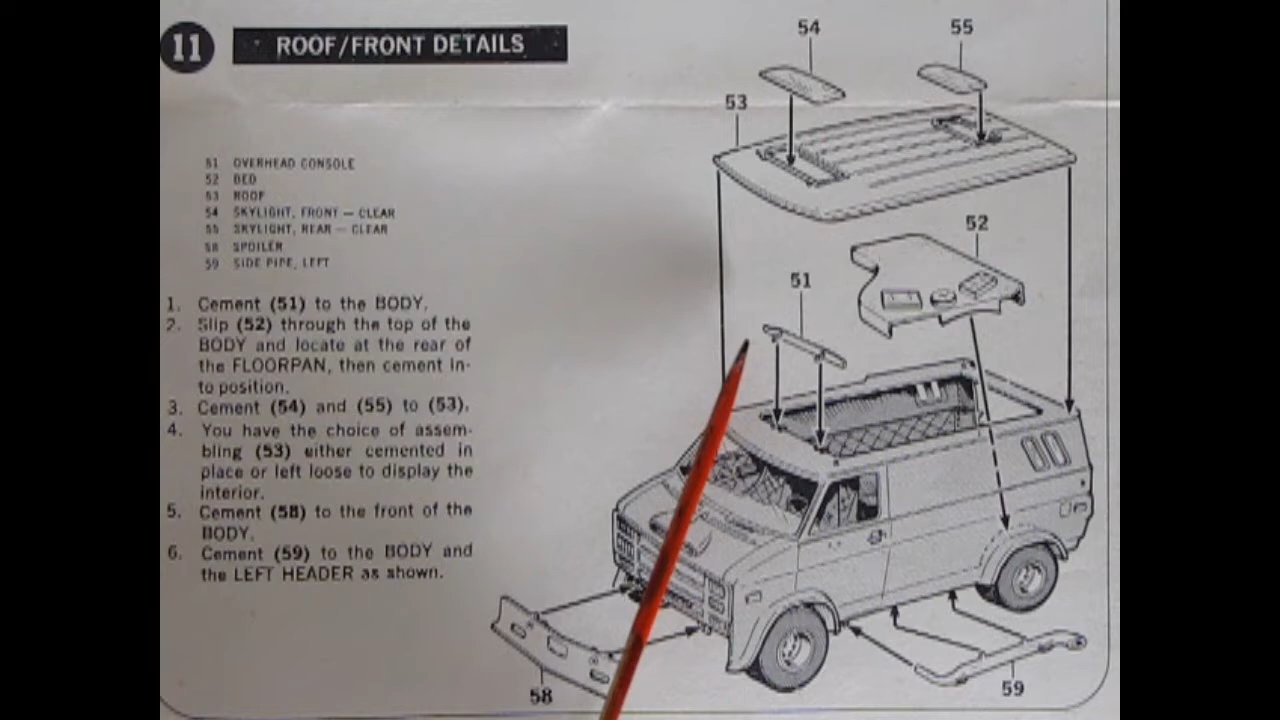 11 ROOF/FRONT DETAILS
51 OVERHEAD CONSOLE
52 BED
53 ROOF
54 SKYLIGHT, FRONT — CLEAR
55 SKYLIGHT, REAR — CLEAR
58 SPOILER
59 SIDE PIPE, LEFT
1. Cement (51) to the BODY.
2. Slip (52) through the top of the
BODY and locate at the rear of
the FLOORPAN, then cement in-
to position.
3. Cement (54) and (55) to (53).
4. You have the choice of assem-
bling (53) either cemented in
place or left loose to display the
interior.
5. Cement (58) to the front of the
BODY.
6. Cement (59) to the BODY and
the LEFT HEADER as shown.
54
55
53
52
51
58
59